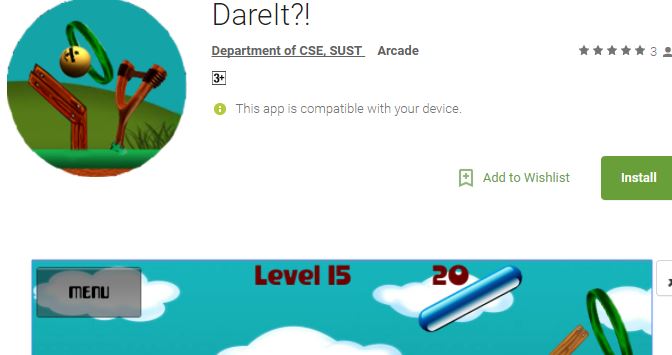 DareIt?!
Department of CSE, SUST Arcade
3
3+
This app is compatible with your device.
Add to Wishlist
Install
MENU
Level 15
20